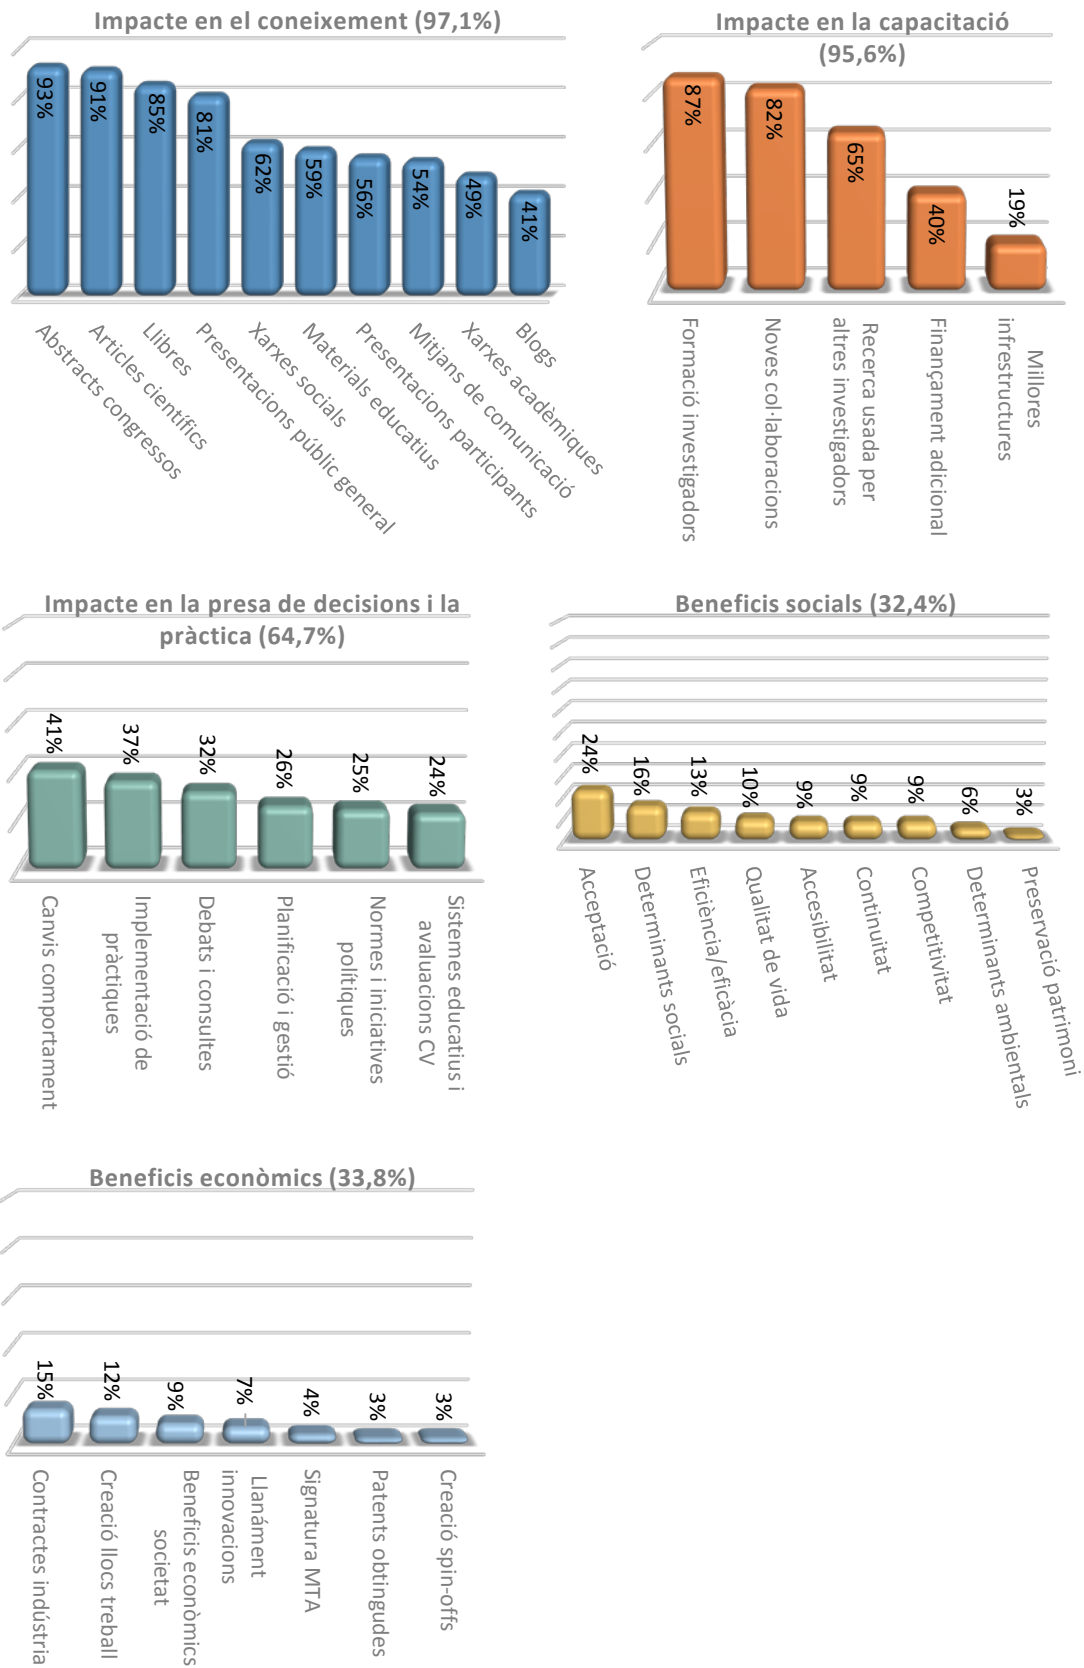 Impacte en el coneixement (97,1%)
93%
91%
85%
81%
62%
59%
56%
54%
49%
41%
Abstracts congressos
Articles científics
Llibres
Presentacions públic general
Xarxes socials
Materials educatius
Presentacions participants
Mitjans de comunicació
Xarxes acadèmiques
Blogs
Impacte en la capacitació
(95,6%)
87%
82%
65%
40%
19%
Formació investigadors
Noves col·laboracions
Recerca usada per
altres investigadors
Finançament adicional
Millores
infrestructures
Impacte en la presa de decisions i la
pràctica (64,7%)
41%
37%
32%
26%
25%
24%
Canvis comportament
Implementació de
pràctiques
Debats i consultes
Planificació i gestió
Normes i iniciatives
polítiques
Sistemes educatius i
avaluacions CV
Beneficis socials (32,4%)
24%
16%
13%
10%
9%
9%
9%
6%
3%
Acceptació
Determinants socials
Eficiència/eficàcia
Qualitat de vida
Accesibilitat
Continuitat
Competitivitat
Determinants ambientals
Preservació patrimoni
Beneficis econòmics (33,8%)
15%
12%
9%
7%
4%
3%
3%
Contractes indústria
Creació llocs treball
Beneficis econòmics
societat
Llanáment
innovacions
Signatura MTA
Patents obtingudes
Creació spin-offs